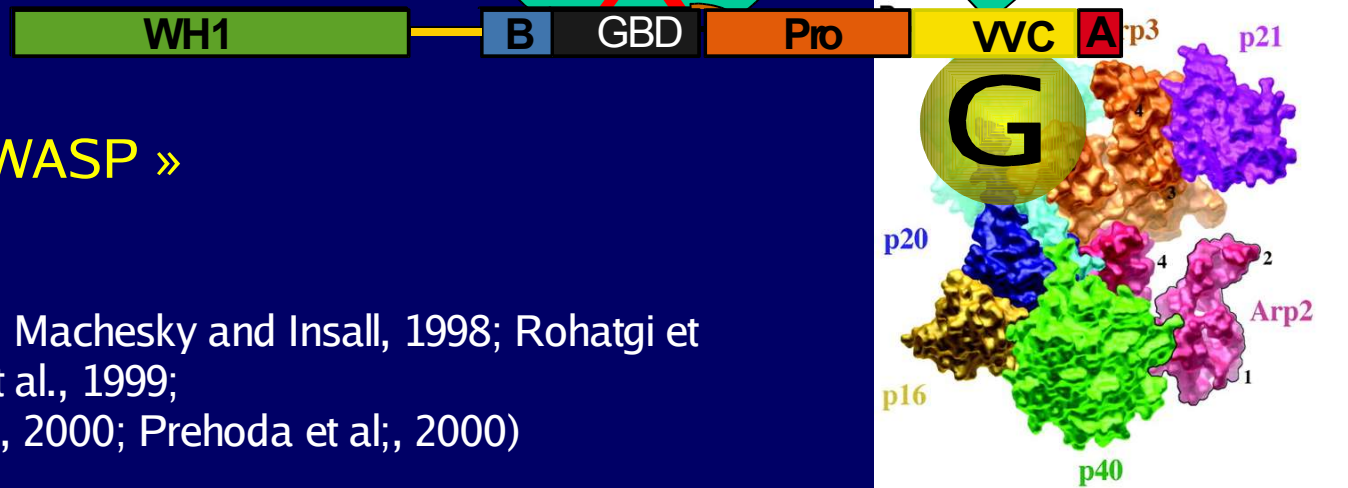 WH1 B GBD Pro VVC A rp3
p21
G
4
WASP »
3
p20
4 2
Machesky and Insall, 1998; Rohatgi et
Arp2
t al., 1999;
1
p16
, 2000; Prehoda et al;, 2000)
p40